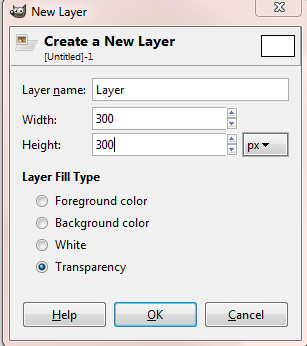 New Layer
Create a New Layer
[Untitled]-1
Layer name: Layer
Width: 300
Height: 300 px
Layer Fill Type
Foreground color
Background color
White
Transparency
Help OK Cancel